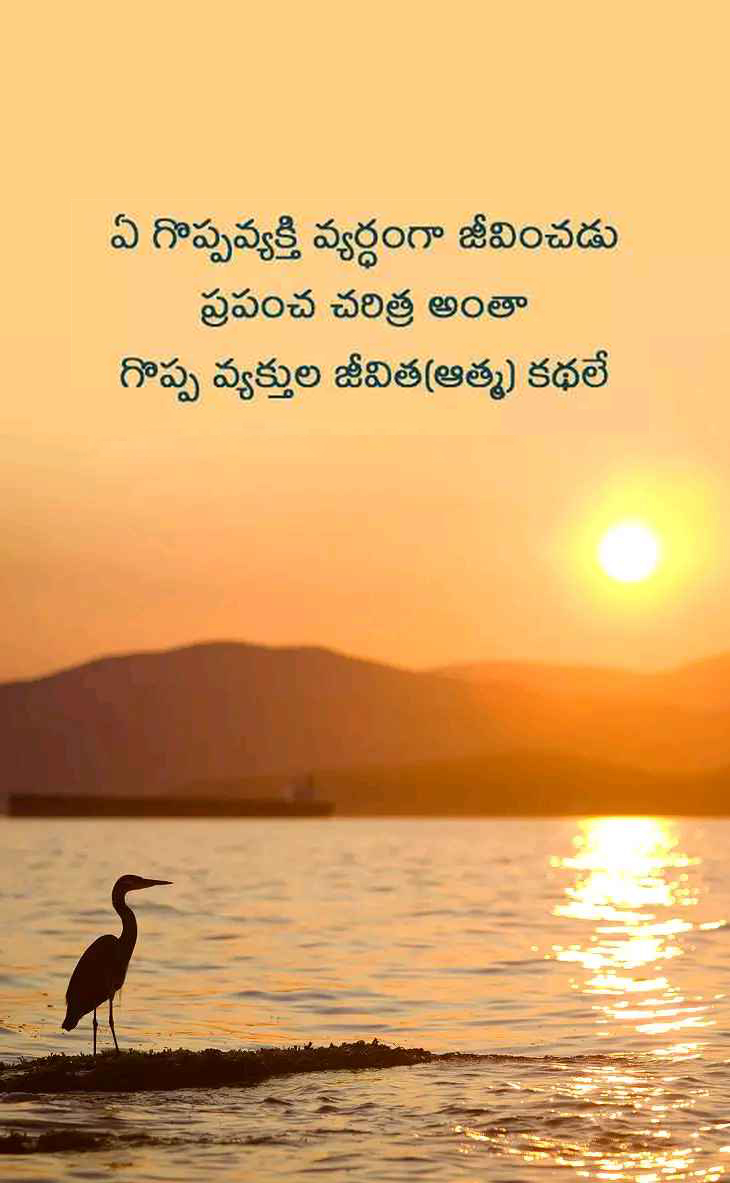 ఏ గొప్పవ్యక్తి వ్యర్ధంగా జీవించడు
ప్రపంచ చరిత్ర అంతా
గొప్ప వ్యక్తుల జీవిత(ఆత్మ) కథలే